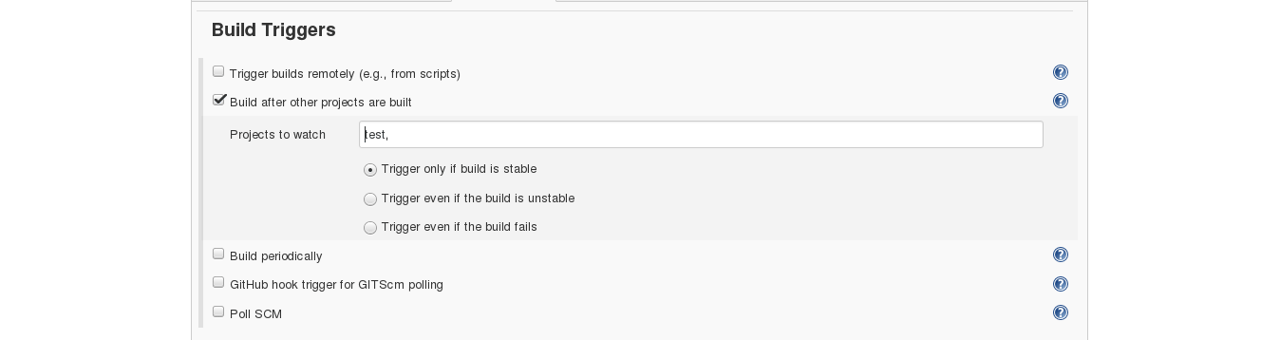 Build Triggers
Trigger builds remotely (e.g., from scripts)
Build after other projects are built
Projects to watch test,
Trigger only if build is stable
Trigger even if the build is unstable
Trigger even if the build fails
Build periodically
GitHub hook trigger for GITScm polling
Poll SCM